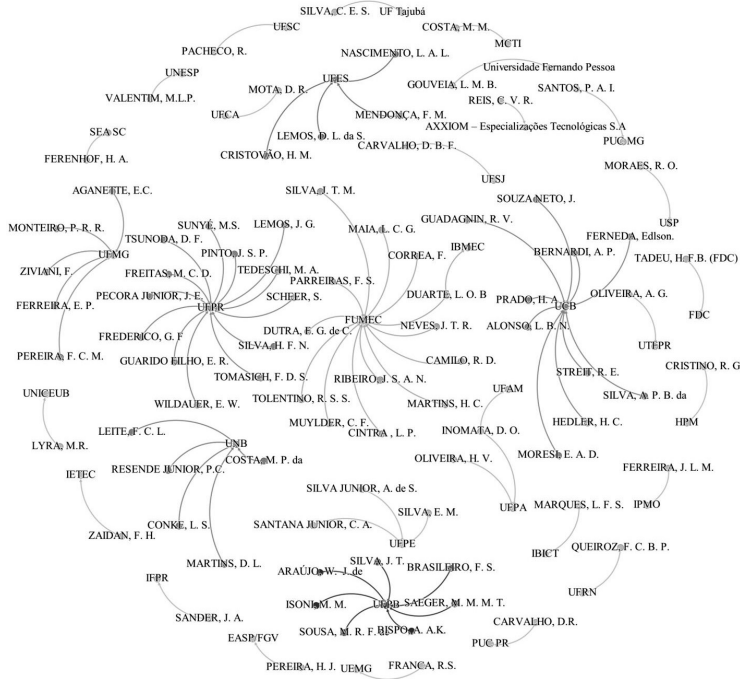 SILVA, C. E. S.
UF Tajubá
UESC
COSTA, M. M.
MCTI
PACHECO, R.
NASCIMENTO, L. A. L.
UNESP
UFES
Universidade Fernando Pessoa
VALENTIM, M.L.P.
MOTA, D. R.
GOUVEIA, L. M. B.
SANTOS, P. A. I.
REIS, C. V. R.
UFCA
MENDONÇA, F. M.
AXXIOM – Especializações Tecnológicas S.A
SEA SC
LEMOS, D. L. da S.
PUC MG
CARVALHO, D. B. F.
FERENHOF, H. A.
CRISTOVÃO, H. M.
MORAES, R. O.
UFSJ
AGANETTE, E.C.
SILVA, J. T. M.
SOUZA NETO, J.
MONTEIRO, P. R. R.
SUNYÉ, M.S.
LEMOS, J. G.
MAIA, L. C. G.
GUADAGNIN, R. V.
USP
TSUNODA, D. F.
IBMEC
FERNEDA, Edlson.
UFMG
PINTO, J. S. P.
CORREA, F.
BERNARDI, A. P.
TADEU, H. F.B. (FDC)
ZIVIANI, F.
FREITAS, M. C. D.
TEDESCHI, M. A.
PARREIRAS, F. S.
OLIVEIRA, A. G.
PECORA JUNIOR, J. E.
SCHEER, S.
DUARTE, L. O. B
PRADO, H. A.
FERREIRA, E. P.
UFPR
UCB
FDC
FUMEC
NEVES, J. T. R.
ALONSO, L. B. N.
FREDERICO, G. F
DUTRA, E. G. de C.
SILVA, H. F. N.
UTFPR
PEREIRA, F. C. M.
GUARIDO FILHO, E. R.
CAMILO, R. D.
CRISTINO, R. G
STREIT, R. E.
TOMASICH, F. D. S.
RIBEIRO, J. S. A. N.
UNICEUB
UFAM
SILVA, A. P. B. da
TOLENTINO, R. S. S.
WILDAUER, E. W.
MARTINS, H. C.
MUYLDER, C. F.
HEDLER, H. C.
HPM
LEITE, F. C. L.
CINTRA , L. P.
INOMATA, D. O.
LYRA, M.R.
UNB
MORESI, E. A. D.
COSTA, M. P. da
OLIVEIRA, H. V.
FERREIRA, J. L. M.
IETEC
RESENDE JUNIOR, P.C.
SILVA JUNIOR, A. de S.
UFPA
MARQUES, L. F. S.
IPMO
SILVA, E. M.
CONKE, L. S.
SANTANA JUNIOR, C. A.
ZAIDAN, F. H.
UFPE
IBICT
QUEIROZ, F. C. B. P.
MARTINS, D. L.
SILVA, J. T.
ARAÚJO, W. J. de
BRASILEIRO, F. S.
IFPR
UFRN
ISONI, M. M.
UFPB
SAEGER, M. M. M. T.
SANDER, J. A.
CARVALHO, D.R.
SOUSA, M. R. F. de
BISPO, A. A.K.
EASP/FGV
PUC PR
PEREIRA, H. J.
UEMG
FRANCA, R.S.